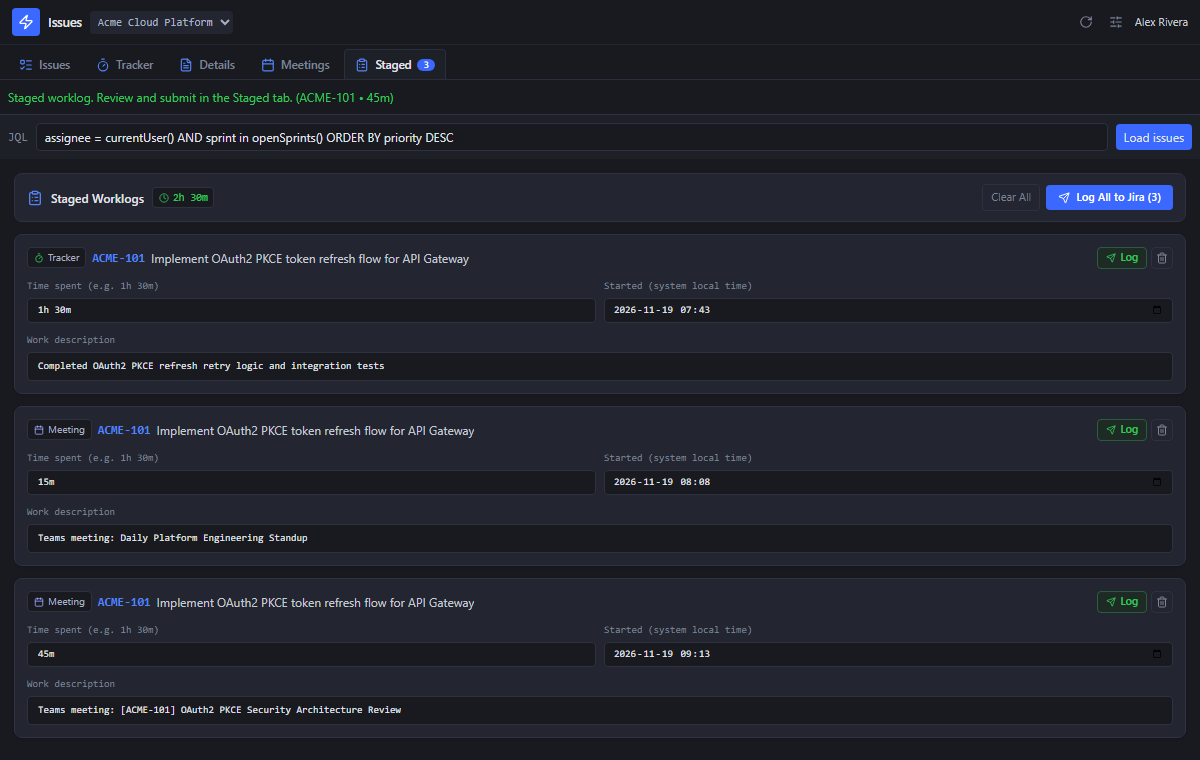 Issues Acme Cloud Platform Alex Rivera
Issues Tracker Details Meetings Staged 3
Staged worklog. Review and submit in the Staged tab. (ACME-101 • 45m)
JQL assignee = currentUser() AND sprint in openSprints() ORDER BY priority DESC Load issues
Staged Worklogs 2h 30m Clear All Log All to Jira (3)
Tracker ACME-101 Implement OAuth2 PKCE token refresh flow for API Gateway Log
Time spent (e.g. 1h 30m) Started (system local time)
1h 30m 2026-11-19 07:43
Work description
Completed OAuth2 PKCE refresh retry logic and integration tests
Meeting ACME-101 Implement OAuth2 PKCE token refresh flow for API Gateway Log
Time spent (e.g. 1h 30m) Started (system local time)
15m 2026-11-19 08:08
Work description
Teams meeting: Daily Platform Engineering Standup
Meeting ACME-101 Implement OAuth2 PKCE token refresh flow for API Gateway Log
Time spent (e.g. 1h 30m) Started (system local time)
45m 2026-11-19 09:13
Work description
Teams meeting: [ACME-101] OAuth2 PKCE Security Architecture Review